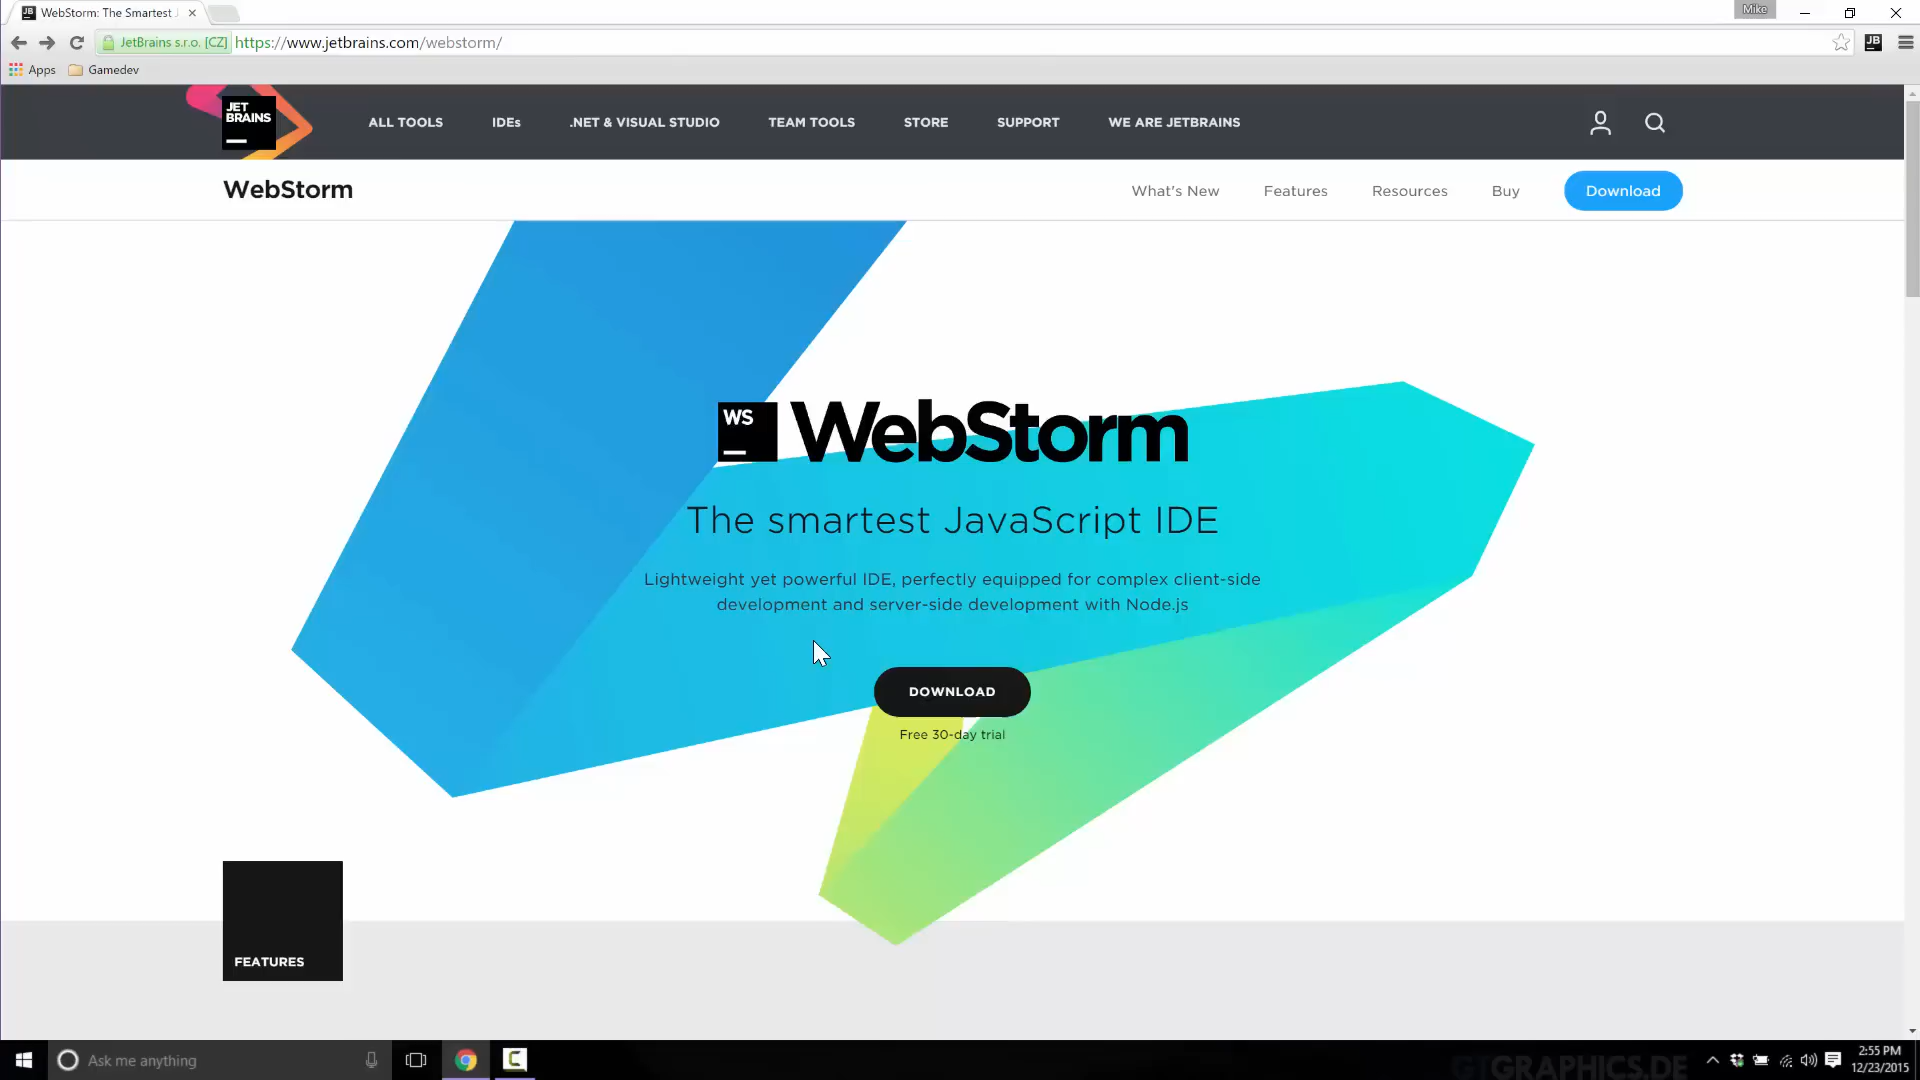 JB WebStorm: The Smartest J
Mike
JetBrains s.r.o. [CZ] https://www.jetbrains.com/webstorm/
JB
Apps Gamedev
JET
BRAINS
ALL TOOLS IDEs .NET & VISUAL STUDIO TEAM TOOLS STORE SUPPORT WE ARE JETBRAINS
WebStorm What's New Features Resources Buy Download
WS WebStorm
The smartest JavaScript IDE
Lightweight yet powerful IDE, perfectly equipped for complex client-side
development and server-side development with Node.js
DOWNLOAD
Free 30-day trial
FEATURES
Ask me anything
GTGRAPHICS.DE
2:55 PM
12/23/2015